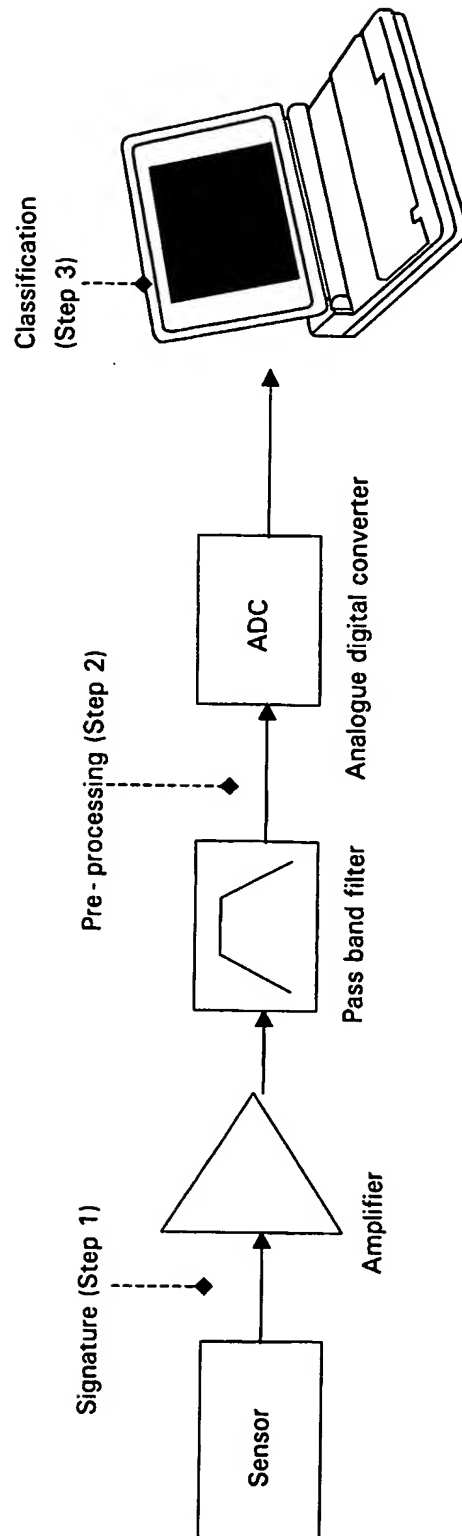 Signature (Step 1)
Pre - processing (Step 2)
Classification
(Step 3)
Sensor
ADC
Amplifier
Pass band filter
Analogue digital converter